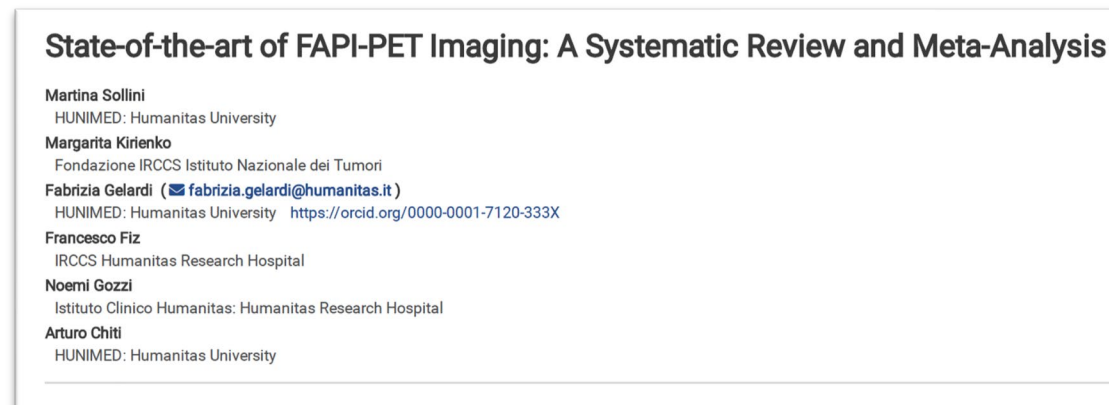 State-of-the-art of FAPI-PET Imaging: A Systematic Review and Meta-Analysis
Martina Sollini
HUNIMED: Humanitas University
Margarita Kirienko
Fondazione IRCCS Istituto Nazionale dei Tumori
Fabrizia Gelardi (fabrizia.gelardi@humanitas.it)
HUNIMED: Humanitas University https://orcid.org/0000-0001-7120-333X
Francesco Fiz
IRCCS Humanitas Research Hospital
Noemi Gozzi
Istituto Clinico Humanitas: Humanitas Research Hospital
Arturo Chiti
HUNIMED: Humanitas University